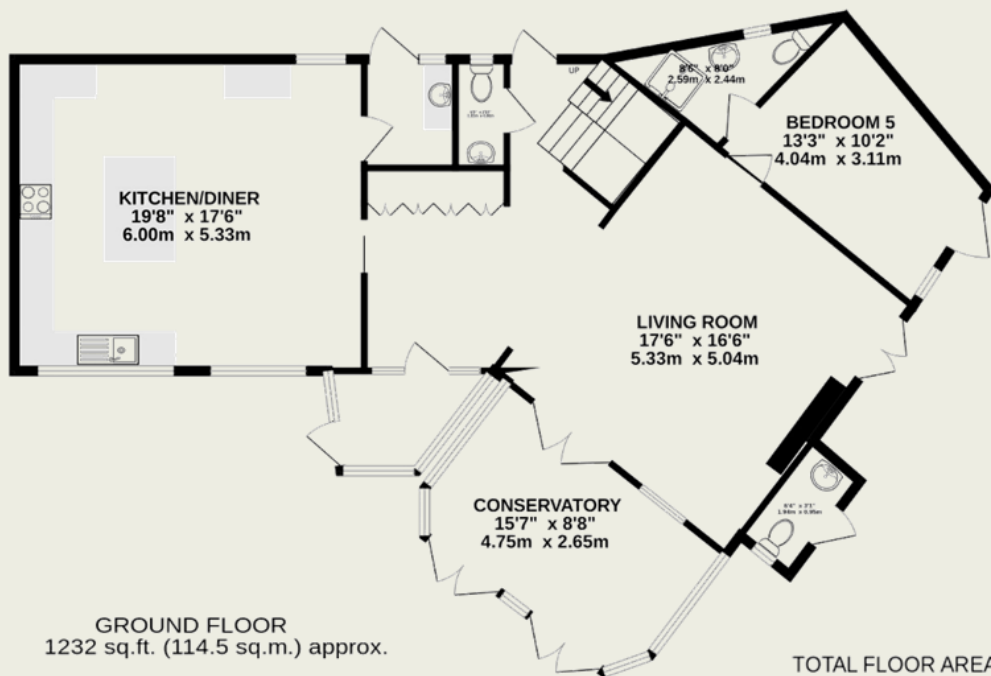 UP
8'6" x 8'0"
2.59m x 2.44m
BEDROOM 5
13'3" x 10'2"
4.04m x 3.11m
KITCHEN/DINER
19'8" x 17'6"
6.00m x 5.33m
LIVING ROOM
17'6" x 16'6"
5.33m x 5.04m
CONSERVATORY
15'7" x 8'8"
4.75m x 2.65m
GROUND FLOOR
1232 sq.ft. (114.5 sq.m.) approx.
TOTAL FLOOR AREA